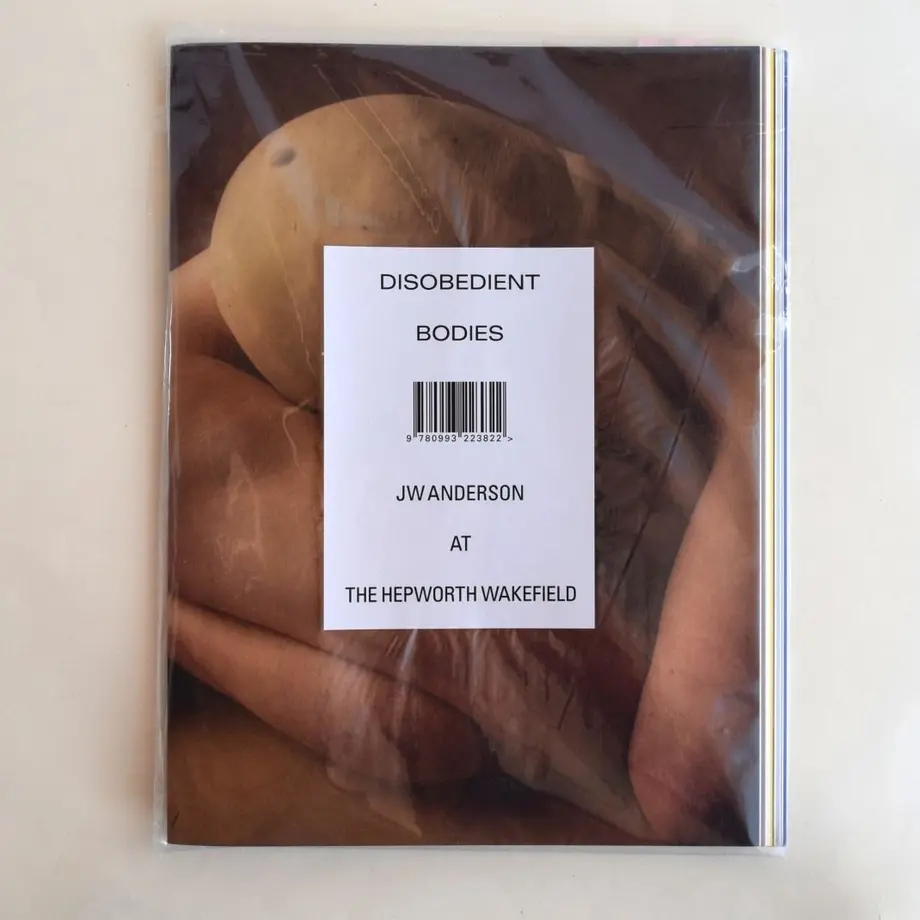 DISOBEDIENT
BODIES
9 780993 223822 >
JW ANDERSON
AT
THE HEPWORTH WAKEFIELD